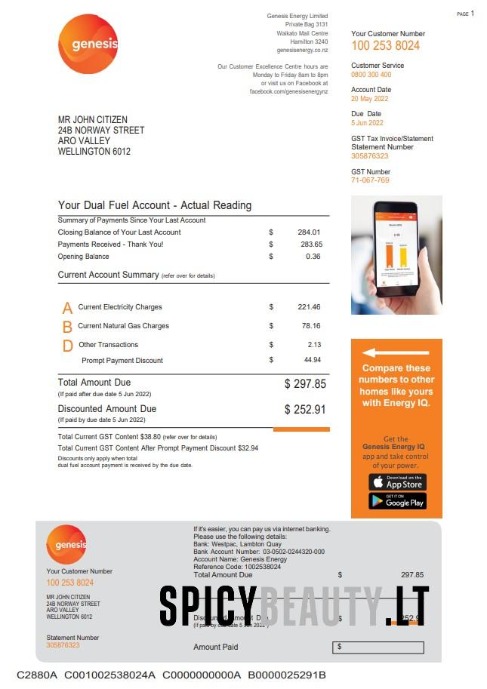 PAGE 1
genesis
Genesis Energy Limited
Private Bag 3131
Waikato Mail Centre
Hamilton 3240
genesisenergy.co.nz
Our Customer Excellence Centre hours are
Monday to Friday 8am to 8pm
or visit us on Facebook at
facebook.com/genesisenergynz
Your Customer Number
100 253 8024
Customer Service
0800 300 400
Account Date
20 May 2022
Due Date
5 Jun 2022
GST Tax Invoice/Statement
Statement Number
305876323
GST Number
71-067-769
MR JOHN CITIZEN
24B NORWAY STREET
ARO VALLEY
WELLINGTON 6012
Your Dual Fuel Account - Actual Reading
Summary of Payments Since Your Last Account
Closing Balance of Your Last Account $ 284.01
Payments Received - Thank You! $ 283.65
Opening Balance $ 0.36
Current Account Summary (refer over for details)
A Current Electricity Charges $ 221.46
B Current Natural Gas Charges $ 78.16
D Other Transactions $ 2.13
Prompt Payment Discount $ 44.94
Total Amount Due $ 297.85
(If paid after due date 5 Jun 2022)
Discounted Amount Due $ 252.91
(If paid by due date 5 Jun 2022)
Total Current GST Content $38.80 (refer over for details)
Total Current GST Content After Prompt Payment Discount $32.94
Discounts only apply when total
dual fuel account payment is received by the due date.
Compare these
numbers to other
homes like yours
with Energy IQ.
Get the
Genesis Energy IQ
app and take control
of your power.
Download on the
App Store
GET IT ON
Google Play
genesis
Your Customer Number
100 253 8024
MR JOHN CITIZEN
24B NORWAY STREET
ARO VALLEY
WELLINGTON 6012
Statement Number
305876323
If it's easier, you can pay us via internet banking.
Please use the following details:
Bank: Westpac, Lambton Quay
Bank Account Number: 03-0502-0244320-000
Account Name: Genesis Energy
Reference Code: 1002538024
Total Amount Due $ 297.85
SPICYBEAUTY.LT
Amount Paid $
C2880A C001002538024A C0000000000A B0000025291B